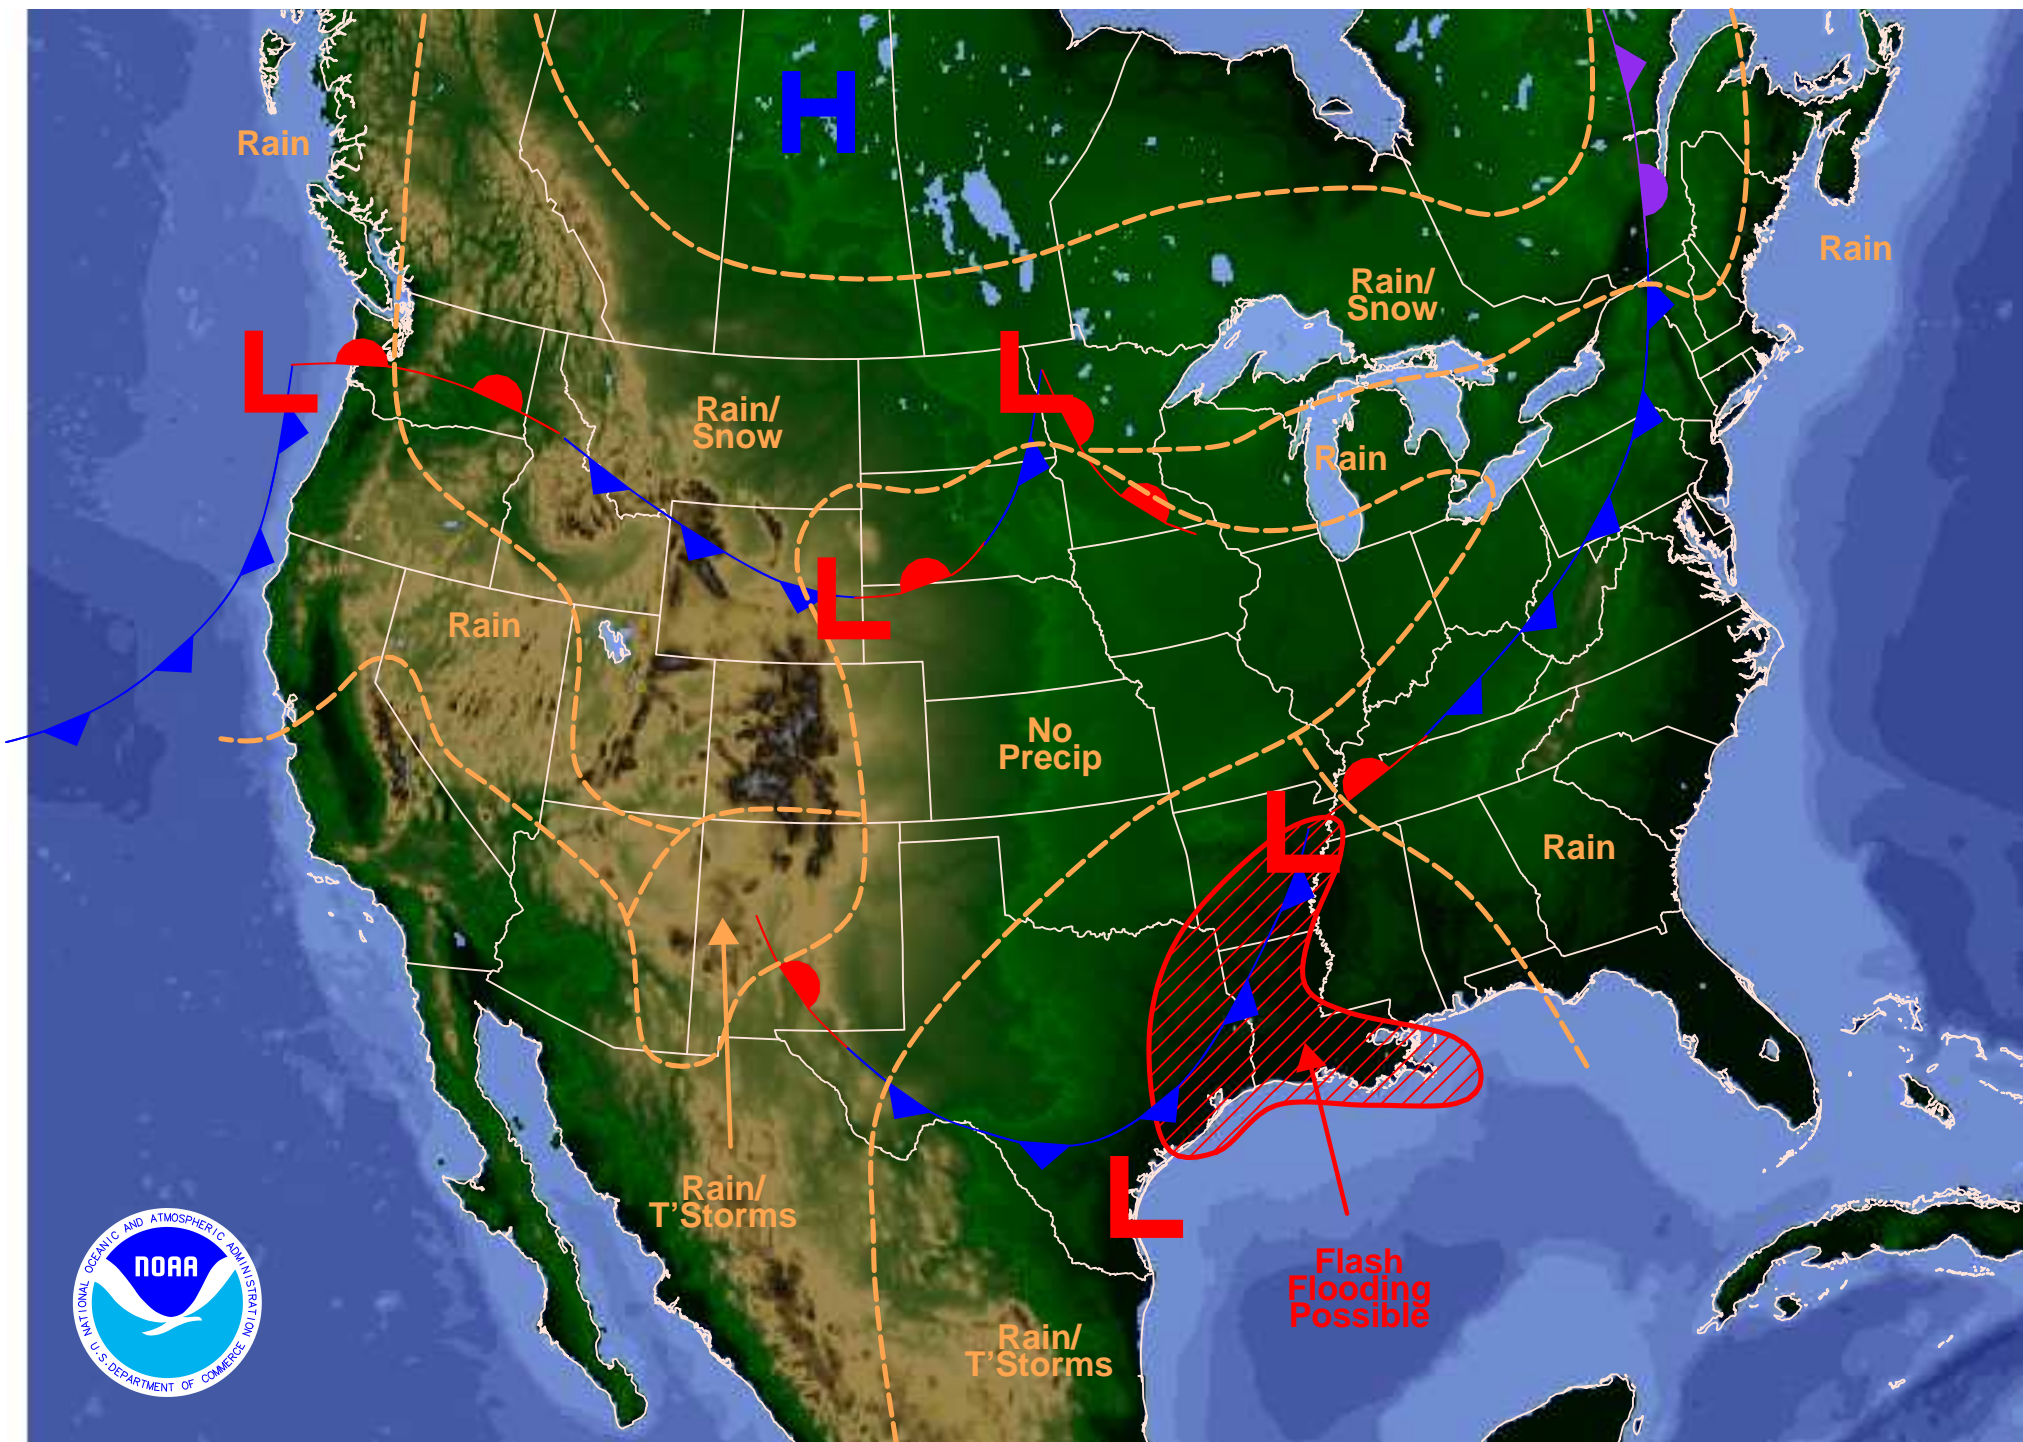 H
Rain
Rain
Rain/
Snow
L
L
Rain/
Snow
Rain
L
Rain
No
Precip
L
Rain
Rain/
T'Storms
L
Flash
Flooding
Possible
Rain/
T'Storms
NATIONAL OCEANIC AND ATMOSPHERIC ADMINISTRATION
NOAA
U.S. DEPARTMENT OF COMMERCE